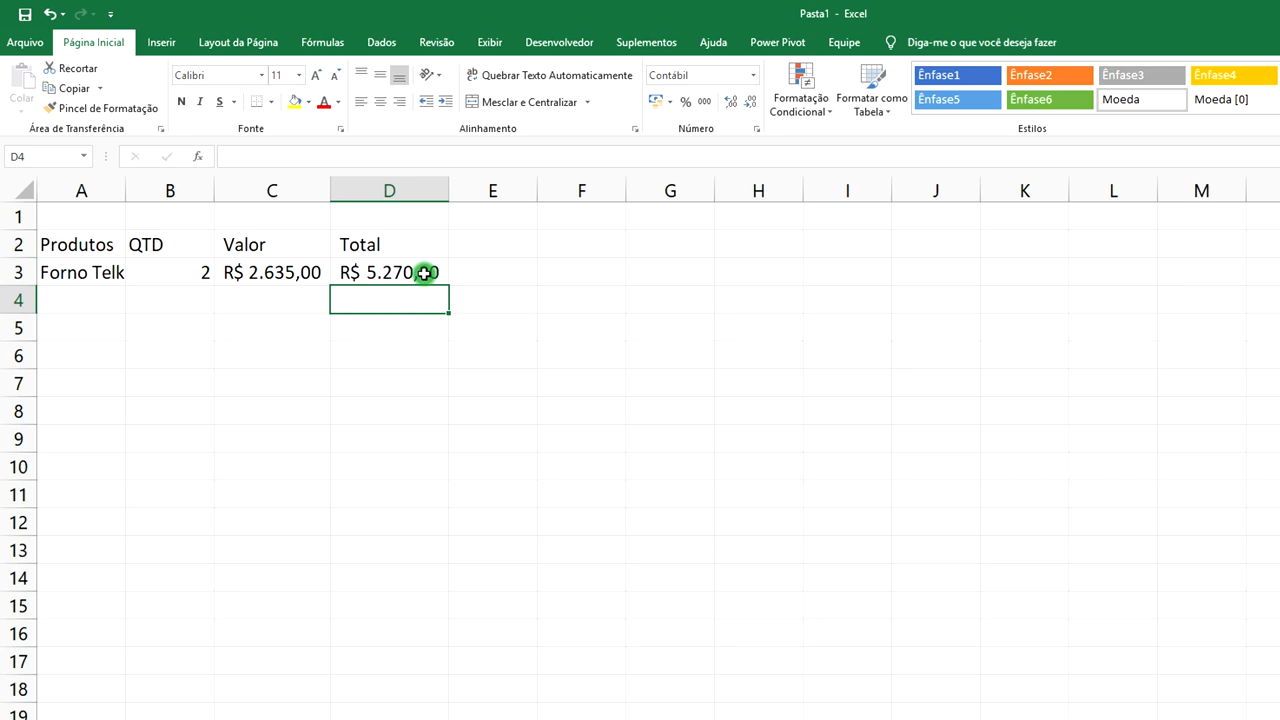 Pasta1 - Excel
Arquivo Página Inicial Inserir Layout da Página Fórmulas Dados Revisão Exibir Desenvolvedor Suplementos Ajuda Power Pivot Equipe Diga-me o que você deseja fazer
Colar
Recortar
Copiar
Pincel de Formatação
Área de Transferência
Calibri 11
N I S
Fonte
Quebrar Texto Automaticamente
Mesclar e Centralizar
Alinhamento
Contábil
% 000
Número
Formatação Condicional
Formatar como Tabela
Ênfase1 Ênfase2 Ênfase3 Ênfase4
Ênfase5 Ênfase6 Moeda Moeda [0]
Estilos
D4 fx
A B C D E F G H I J K L M
1
2 Produtos QTD Valor Total
3 Forno Telk 2 R$ 2.635,00 R$ 5.270,00
4
5
6
7
8
9
10
11
12
13
14
15
16
17
18
19